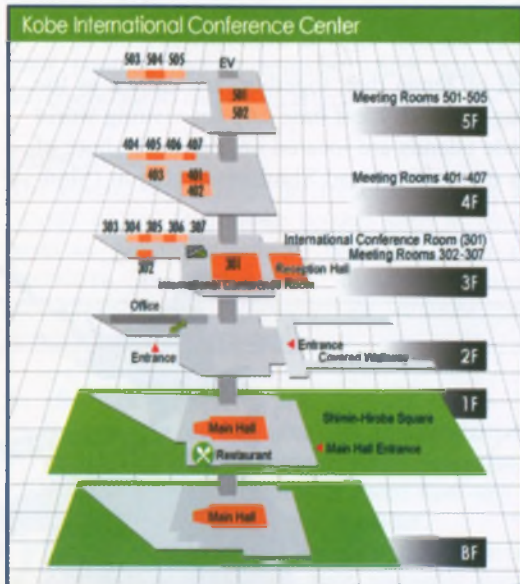 Kobe International Conference Center
503 504 505
EV
501
502
Meeting Rooms 501-505
5F
404 405 406 407
403
401
402
Meeting Rooms 401-407
4F
303 304 305 306 307
302
301
International Conference Room
Reception Hall
International Conference Room (301)
Meeting Rooms 302-307
3F
Office
Entrance
Entrance
Covered Walkway
2F
1F
Main Hall
Shimin-Hiroba Square
Restaurant
Main Hall Entrance
Main Hall
BF